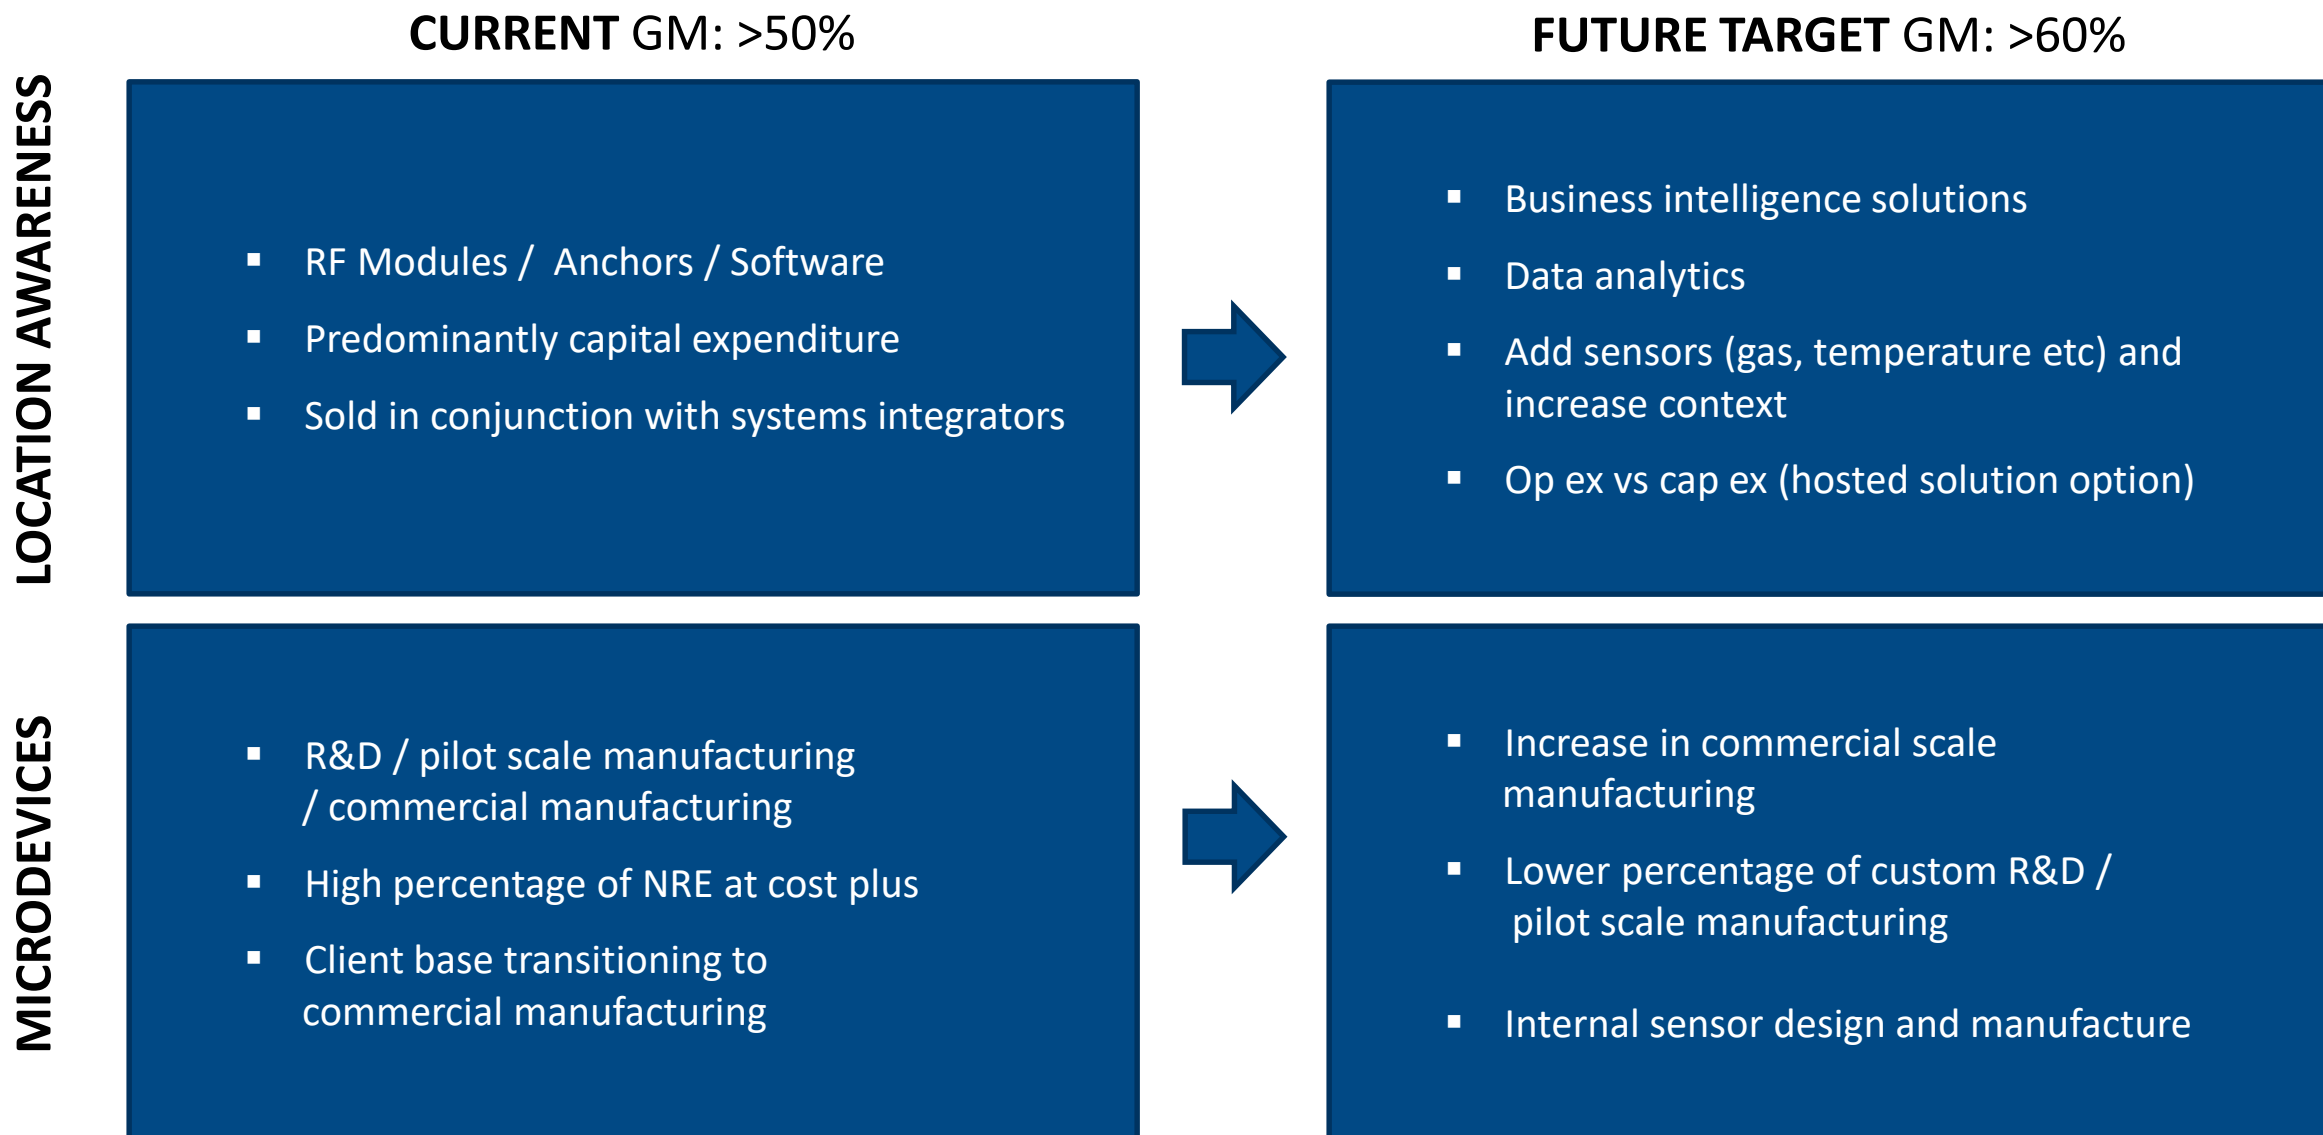 CURRENT GM: >50%
FUTURE TARGET GM: >60%
LOCATION AWARENESS
▪ RF Modules / Anchors / Software
▪ Predominantly capital expenditure
▪ Sold in conjunction with systems integrators
▪ Business intelligence solutions
▪ Data analytics
▪ Add sensors (gas, temperature etc) and
increase context
▪ Op ex vs cap ex (hosted solution option)
MICRODEVICES
▪ R&D / pilot scale manufacturing
/ commercial manufacturing
▪ High percentage of NRE at cost plus
▪ Client base transitioning to
commercial manufacturing
▪ Increase in commercial scale
manufacturing
▪ Lower percentage of custom R&D /
pilot scale manufacturing
▪ Internal sensor design and manufacture